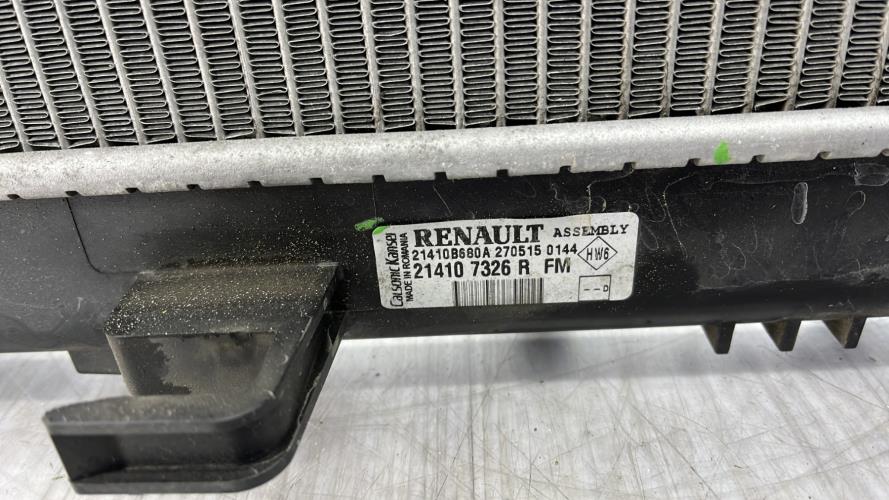 RENAULT ASSEMBLY
21410B680A 270515 0144
21410 7326 R FM
HW6
--D
Calsonic Kansei
MADE IN ROMANIA